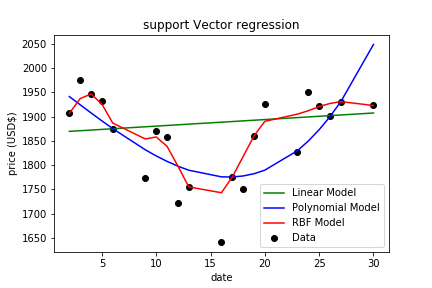 support Vector regression
price (USD$)
2050
2000
1950
1900
1850
1800
1750
1700
1650
Linear Model
Polynomial Model
RBF Model
Data
5
10
15
20
25
30
date